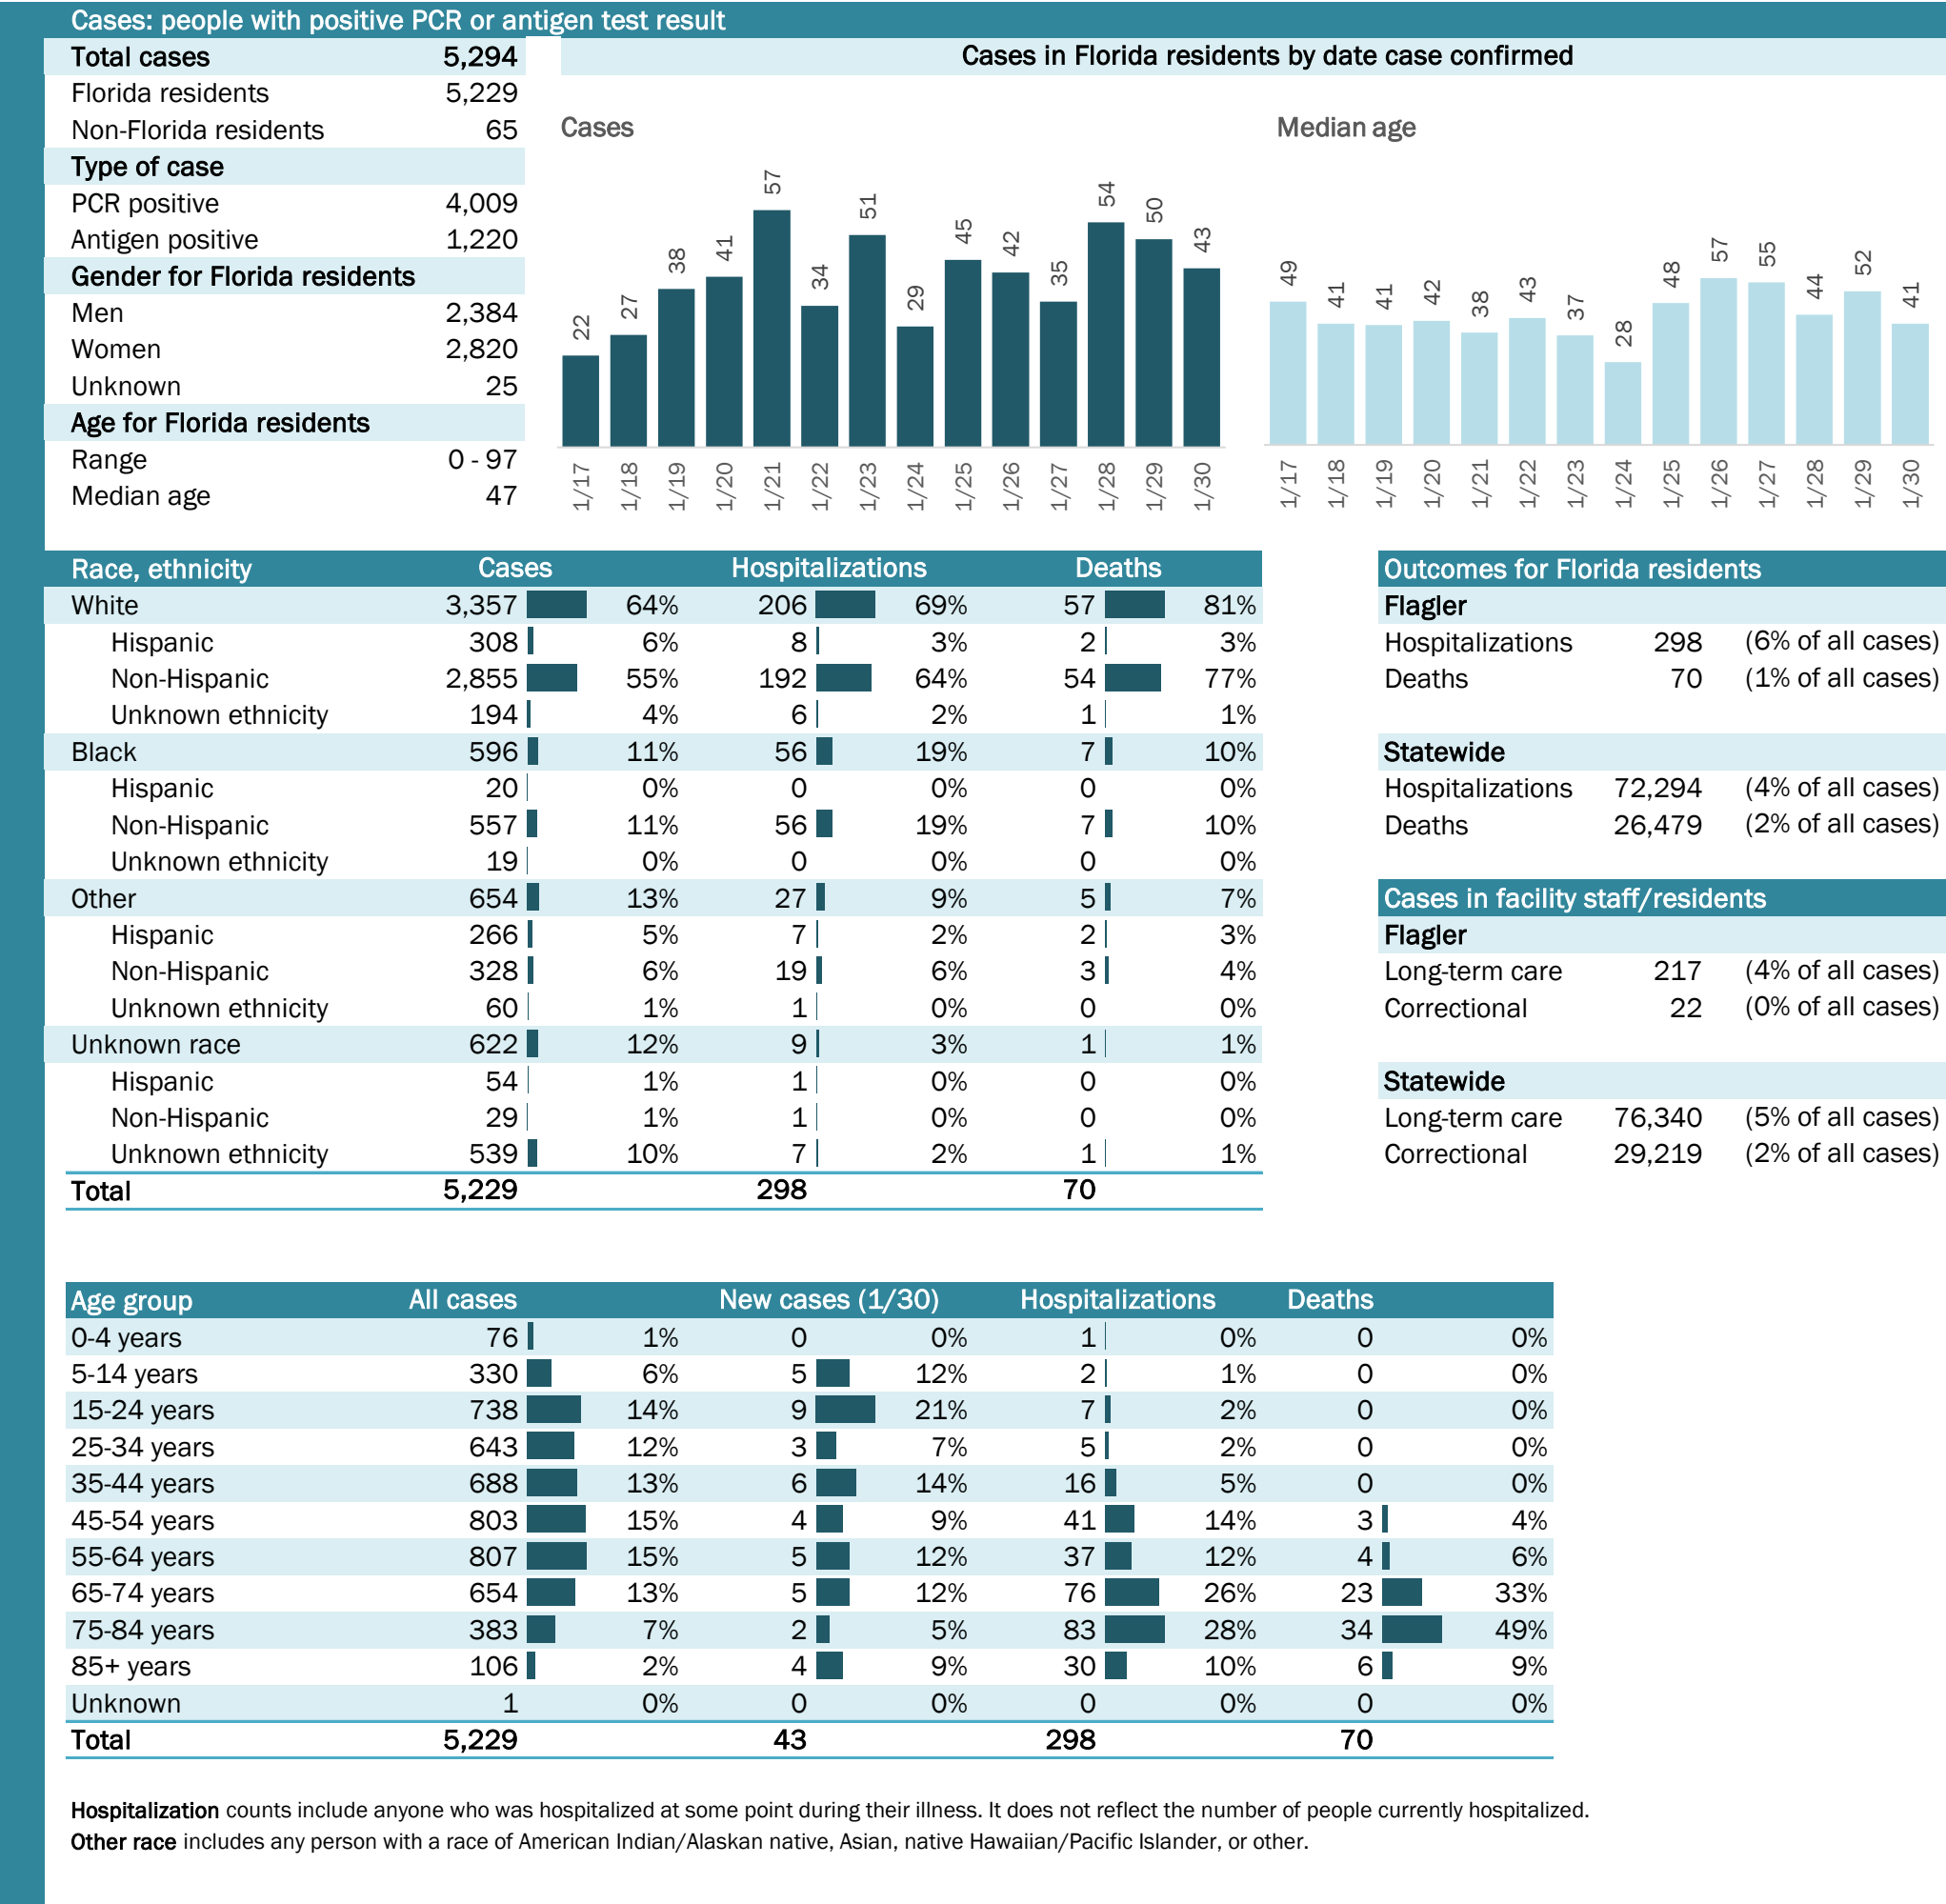 Cases: people with positive PCR or antigen test result
Total cases 5,294
Florida residents 5,229
Non-Florida residents 65
Type of case
PCR positive 4,009
Antigen positive 1,220
Gender for Florida residents
Men 2,384
Women 2,820
Unknown 25
Age for Florida residents
Range 0 - 97
Median age 47
Cases in Florida residents by date case confirmed
Cases
22 27 38 41 57 34 51 29 45 42 35 54 50 43
1/17 1/18 1/19 1/20 1/21 1/22 1/23 1/24 1/25 1/26 1/27 1/28 1/29 1/30
Median age
49 41 41 42 38 43 37 28 48 57 55 44 52 41
1/17 1/18 1/19 1/20 1/21 1/22 1/23 1/24 1/25 1/26 1/27 1/28 1/29 1/30
Race, ethnicity Cases Hospitalizations Deaths
White 3,357 64% 206 69% 57 81%
Hispanic 308 6% 8 3% 2 3%
Non-Hispanic 2,855 55% 192 64% 54 77%
Unknown ethnicity 194 4% 6 2% 1 1%
Black 596 11% 56 19% 7 10%
Hispanic 20 0% 0 0% 0 0%
Non-Hispanic 557 11% 56 19% 7 10%
Unknown ethnicity 19 0% 0 0% 0 0%
Other 654 13% 27 9% 5 7%
Hispanic 266 5% 7 2% 2 3%
Non-Hispanic 328 6% 19 6% 3 4%
Unknown ethnicity 60 1% 1 0% 0 0%
Unknown race 622 12% 9 3% 1 1%
Hispanic 54 1% 1 0% 0 0%
Non-Hispanic 29 1% 1 0% 0 0%
Unknown ethnicity 539 10% 7 2% 1 1%
Total 5,229 298 70
Outcomes for Florida residents
Flagler
Hospitalizations 298 (6% of all cases)
Deaths 70 (1% of all cases)
Statewide
Hospitalizations 72,294 (4% of all cases)
Deaths 26,479 (2% of all cases)
Cases in facility staff/residents
Flagler
Long-term care 217 (4% of all cases)
Correctional 22 (0% of all cases)
Statewide
Long-term care 76,340 (5% of all cases)
Correctional 29,219 (2% of all cases)
Age group All cases New cases (1/30) Hospitalizations Deaths
0-4 years 76 1% 0 0% 1 0% 0 0%
5-14 years 330 6% 5 12% 2 1% 0 0%
15-24 years 738 14% 9 21% 7 2% 0 0%
25-34 years 643 12% 3 7% 5 2% 0 0%
35-44 years 688 13% 6 14% 16 5% 0 0%
45-54 years 803 15% 4 9% 41 14% 3 4%
55-64 years 807 15% 5 12% 37 12% 4 6%
65-74 years 654 13% 5 12% 76 26% 23 33%
75-84 years 383 7% 2 5% 83 28% 34 49%
85+ years 106 2% 4 9% 30 10% 6 9%
Unknown 1 0% 0 0% 0 0% 0 0%
Total 5,229 43 298 70
Hospitalization counts include anyone who was hospitalized at some point during their illness. It does not reflect the number of people currently hospitalized.
Other race includes any person with a race of American Indian/Alaskan native, Asian, native Hawaiian/Pacific Islander, or other.